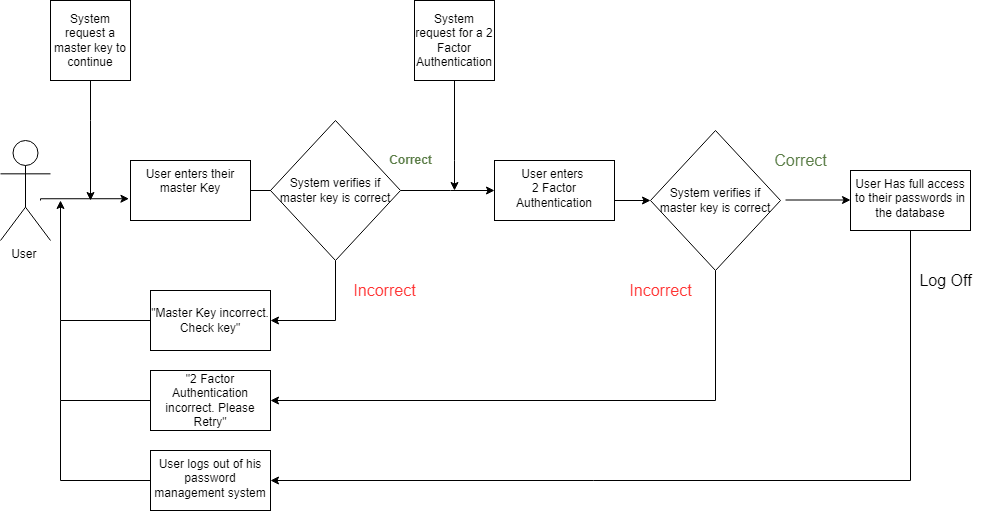 System
request a
master key to
continue
System
request for a 2
Factor
Authentication
User
User enters their
master Key
System verifies if
master key is correct
Correct
User enters
2 Factor
Authentication
System verifies if
master key is correct
Correct
User Has full access
to their passwords in
the database
Log Off
Incorrect
Incorrect
"Master Key incorrect.
Check key"
"2 Factor
Authentication
incorrect. Please
Retry"
User logs out of his
password
management system